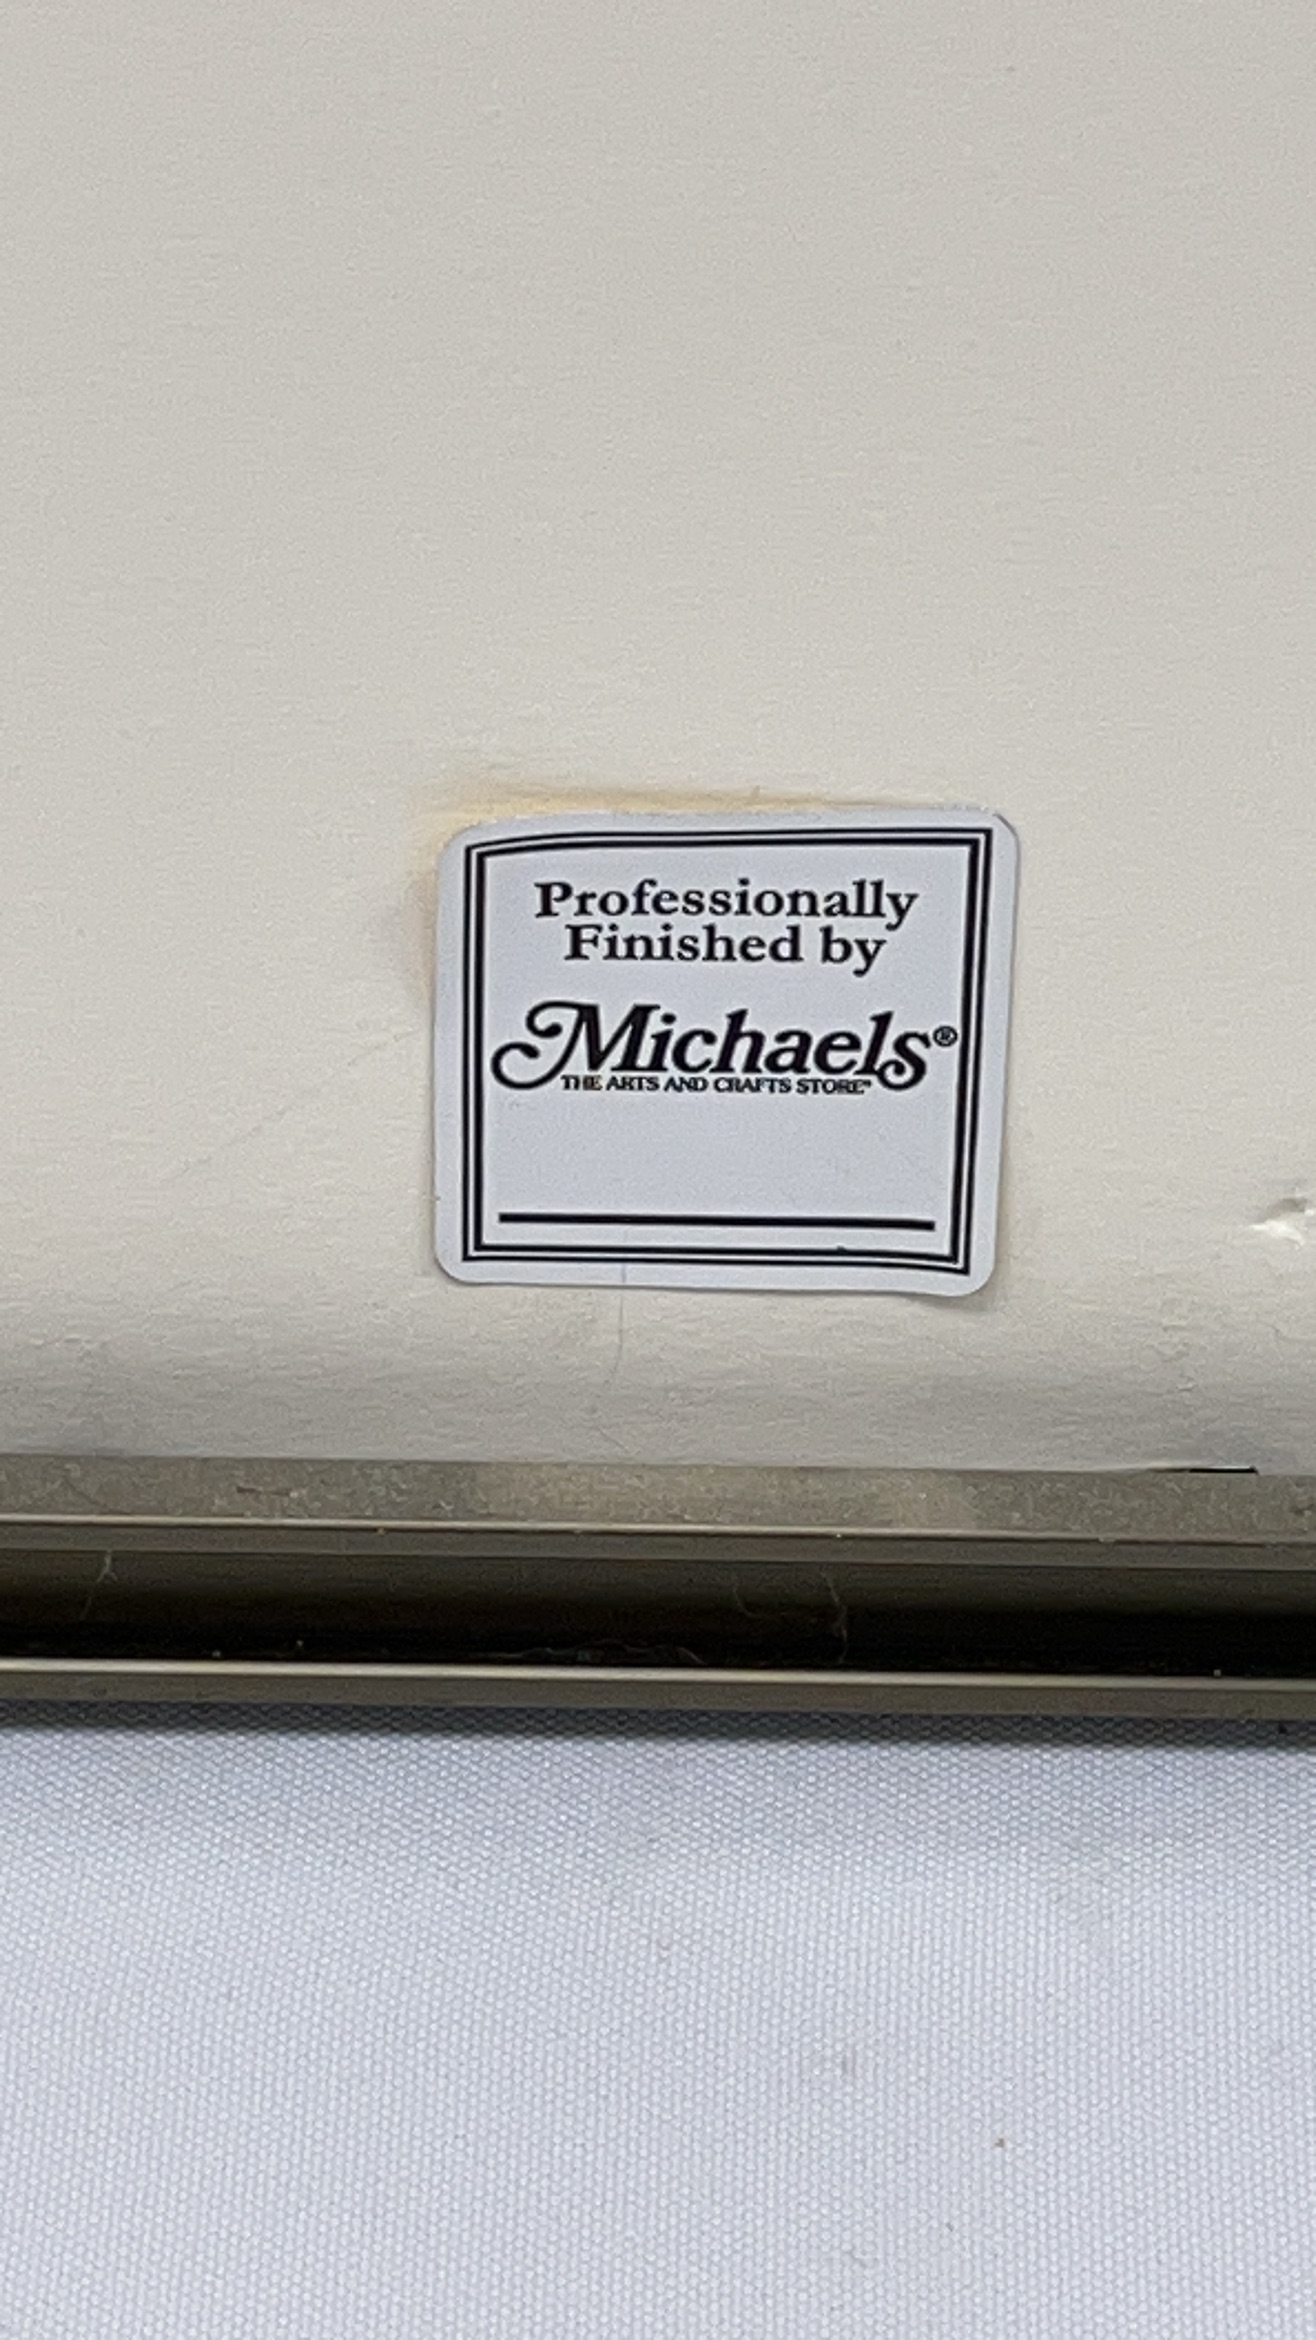 Professionally
Finished by
Michaels®
THE ARTS AND CRAFTS STORE